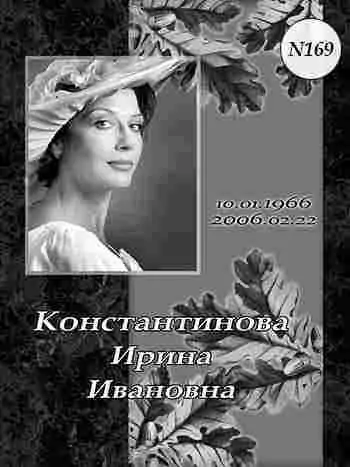 N169
10.01.1966
2006.02.22
Константинова
Ирина
Ивановна